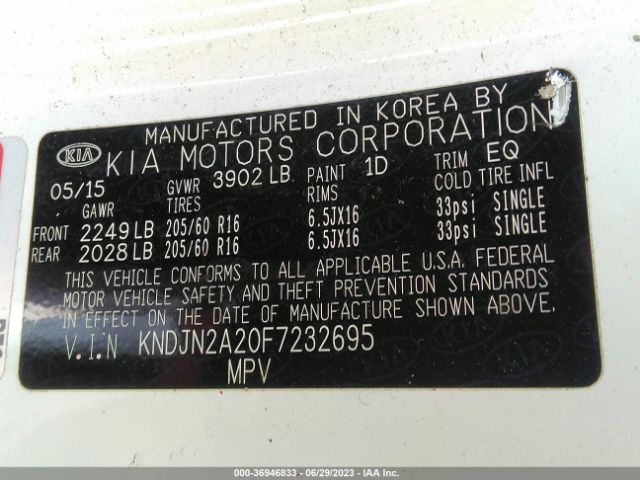 MANUFACTURED IN KOREA BY
KIA KIA MOTORS CORPORATION
05/15 GVWR 3902 LB PAINT 1D TRIM EQ
GAWR TIRES RIMS COLD TIRE INFL
FRONT 2249 LB 205/60 R16 6.5JX16 33psi SINGLE
REAR 2028 LB 205/60 R16 6.5JX16 33psi SINGLE
THIS VEHICLE CONFORMS TO ALL APPLICABLE U.S.A. FEDERAL
MOTOR VEHICLE SAFETY AND THEFT PREVENTION STANDARDS
IN EFFECT ON THE DATE OF MANUFACTURE SHOWN ABOVE.
V.I.N KNDJN2A20F7232695
MPV
000-36946833 - 06/29/2023 - IAA Inc.